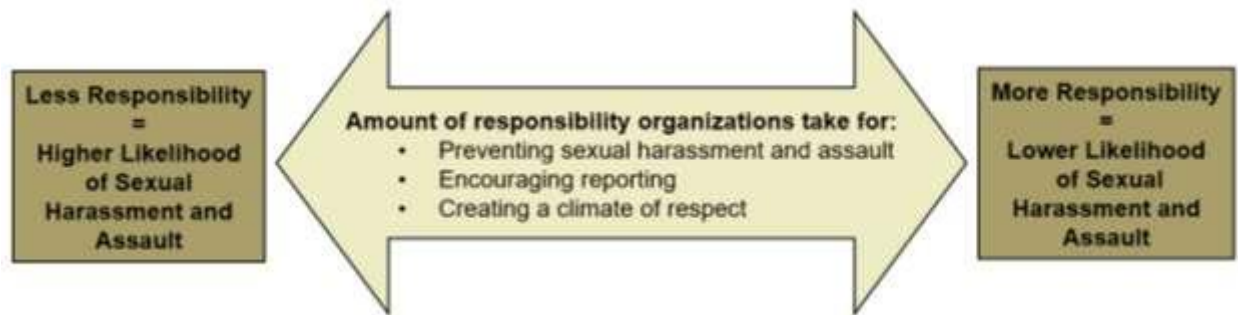 Less Responsibility
=
Higher Likelihood
of Sexual
Harassment and
Assault
Amount of responsibility organizations take for:
• Preventing sexual harassment and assault
• Encouraging reporting
• Creating a climate of respect
More Responsibility
=
Lower Likelihood
of Sexual
Harassment and
Assault